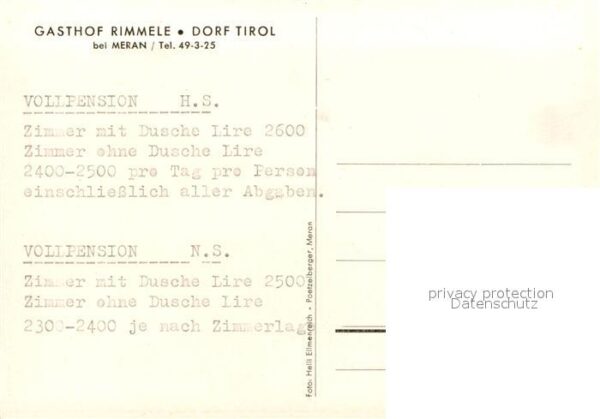 GASTHOF RIMMELE • DORF TIROL
bei MERAN / Tel. 49-3-25
VOLLPENSION H.S.
Zimmer mit Dusche Lire 2600
Zimmer ohne Dusche Lire
2400-2500 pro Tag pro Person
einschließlich aller Abgaben.
VOLLPENSION N.S.
Zimmer mit Dusche Lire 2500
Zimmer ohne Dusche Lire
2300-2400 je nach Zimmerlage
Foto: Helli Ellmenreich - Poetzelberger, Meran
privacy protection
Datenschutz